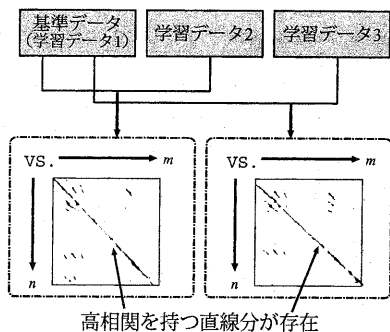 基準データ
(学習データ1)
学習データ2
学習データ3
VS.
m
n
VS.
m
n
高相関を持つ直線分が存在